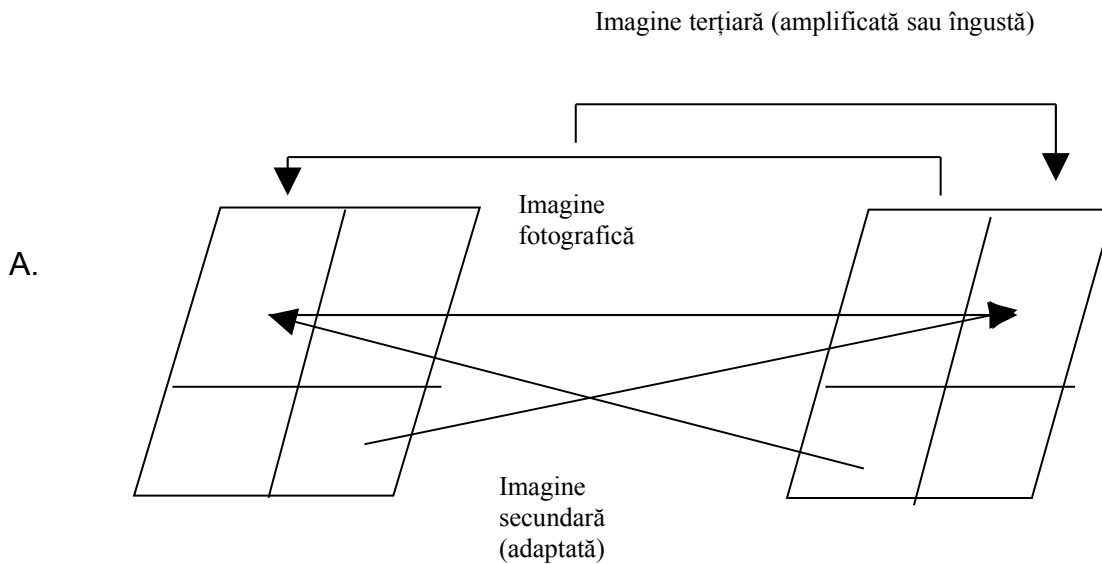 Imagine terțiară (amplificată sau îngustă)
Imagine
fotografică
A.
Imagine
secundară
(adaptată)